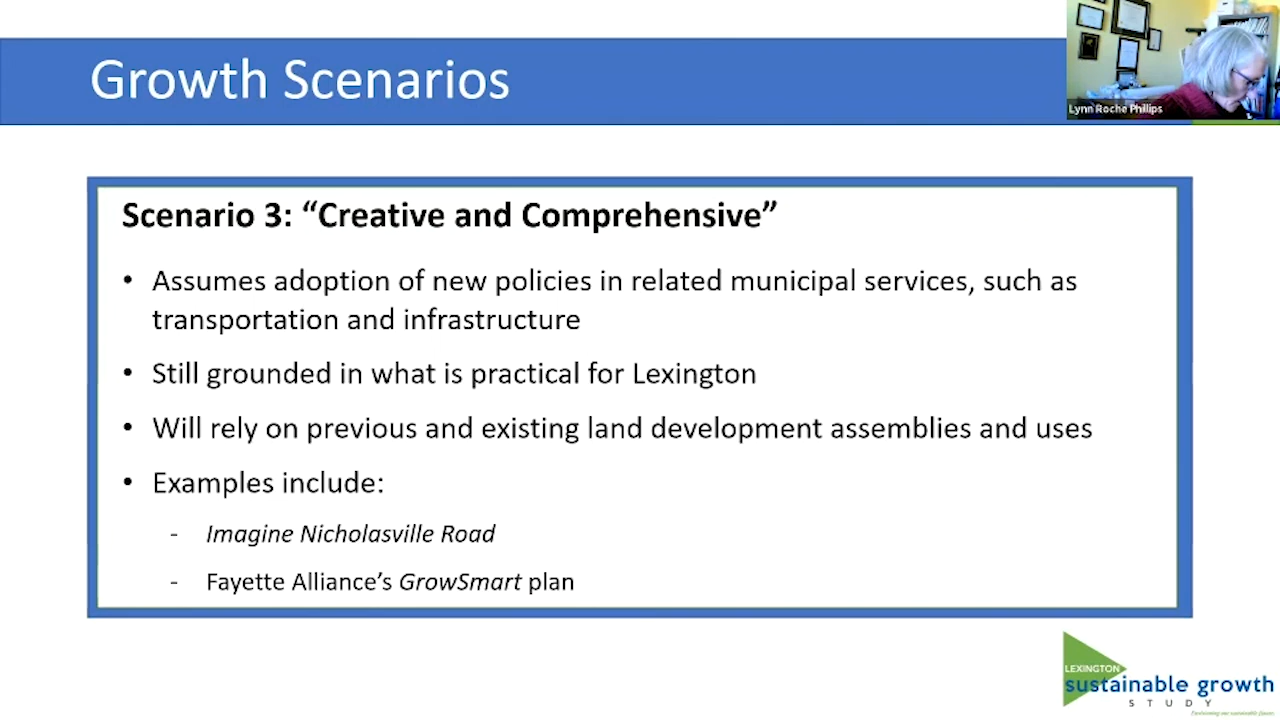 Growth Scenarios
Lynn Roche Phillips
Scenario 3: “Creative and Comprehensive”
• Assumes adoption of new policies in related municipal services, such as
transportation and infrastructure
• Still grounded in what is practical for Lexington
• Will rely on previous and existing land development assemblies and uses
• Examples include:
- Imagine Nicholasville Road
- Fayette Alliance’s GrowSmart plan
LEXINGTON
sustainable growth
STUDY